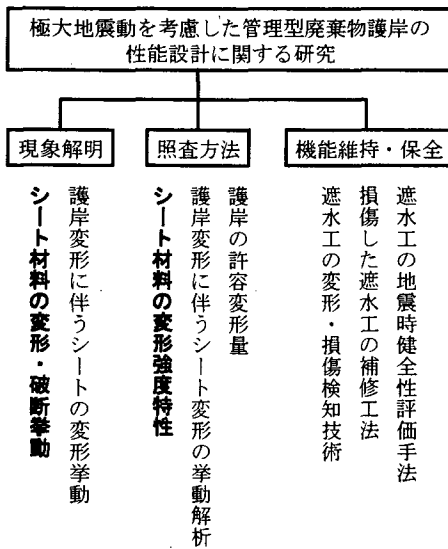 極大地震動を考慮した管理型廃棄物護岸の
性能設計に関する研究
現象解明
護岸変形に伴うシートの変形挙動
シート材料の変形・破断挙動
照査方法
護岸の許容変形量
護岸変形に伴うシート変形の挙動解析
シート材料の変形強度特性
機能維持・保全
遮水工の地震時健全性評価手法
損傷した遮水工の補修工法
遮水工の変形・損傷検知技術